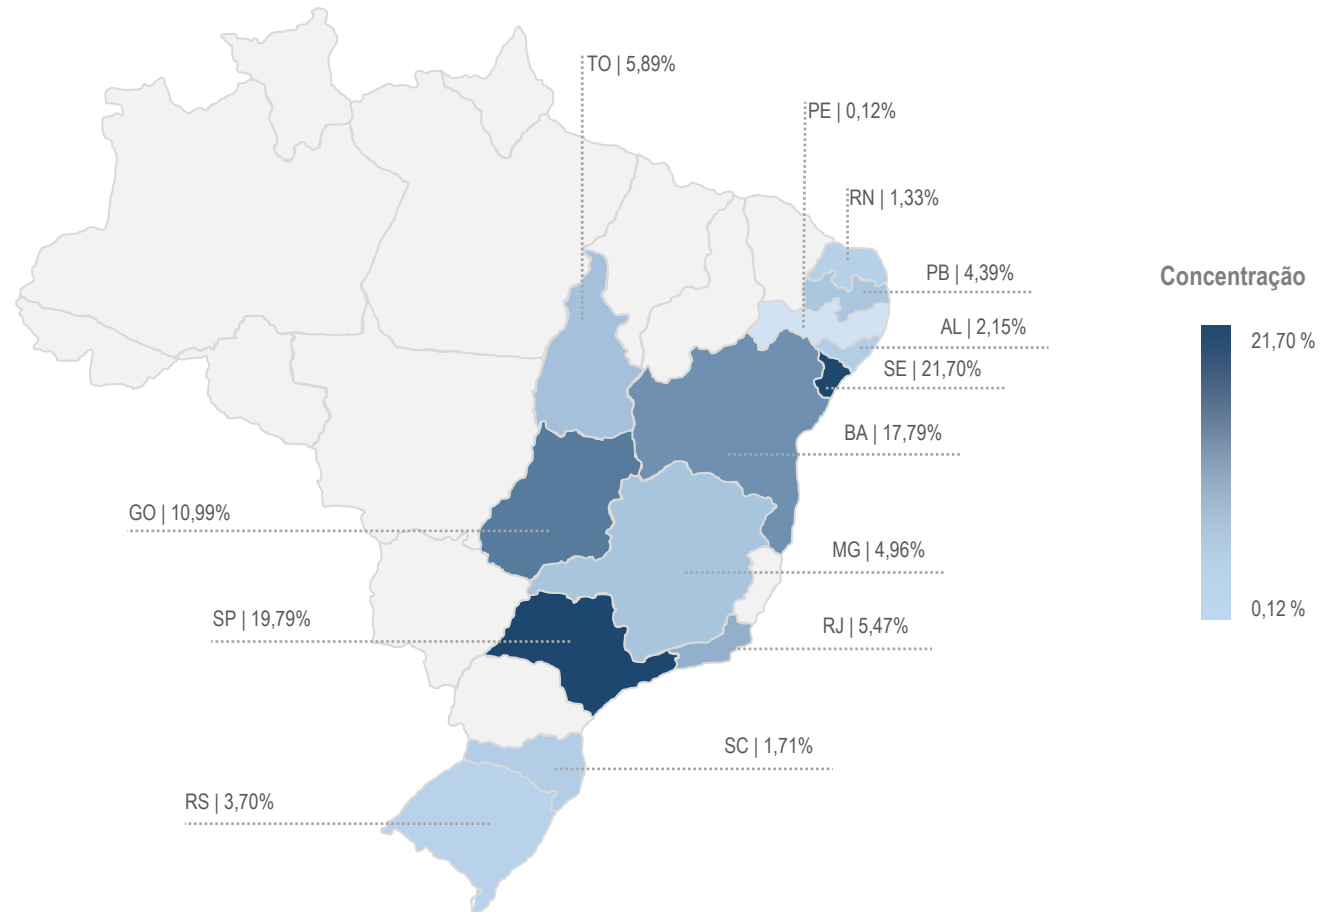 TO | 5,89%
PE | 0,12%
RN | 1,33%
PB | 4,39%
Concentração
AL | 2,15%
21,70 %
SE | 21,70%
BA | 17,79%
GO | 10,99%
MG | 4,96%
0,12 %
SP | 19,79%
RJ | 5,47%
SC | 1,71%
RS | 3,70%